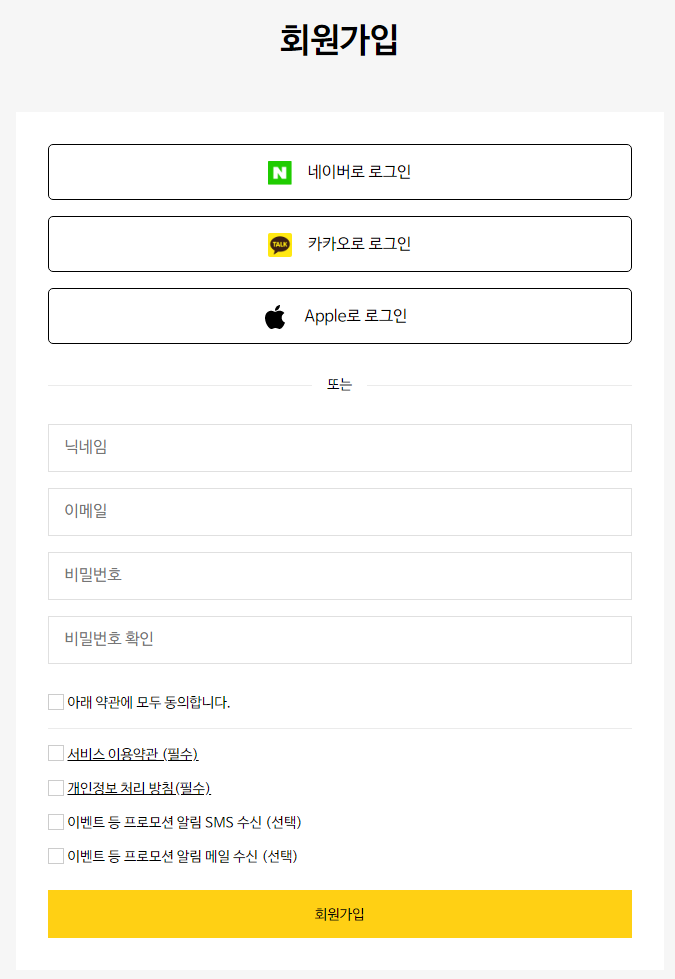 회원가입
N 네이버로 로그인
TALK 카카오로 로그인
Apple로 로그인
또는
닉네임
이메일
비밀번호
비밀번호 확인
아래 약관에 모두 동의합니다.
서비스 이용약관 (필수)
개인정보 처리 방침(필수)
이벤트 등 프로모션 알림 SMS 수신 (선택)
이벤트 등 프로모션 알림 메일 수신 (선택)
회원가입